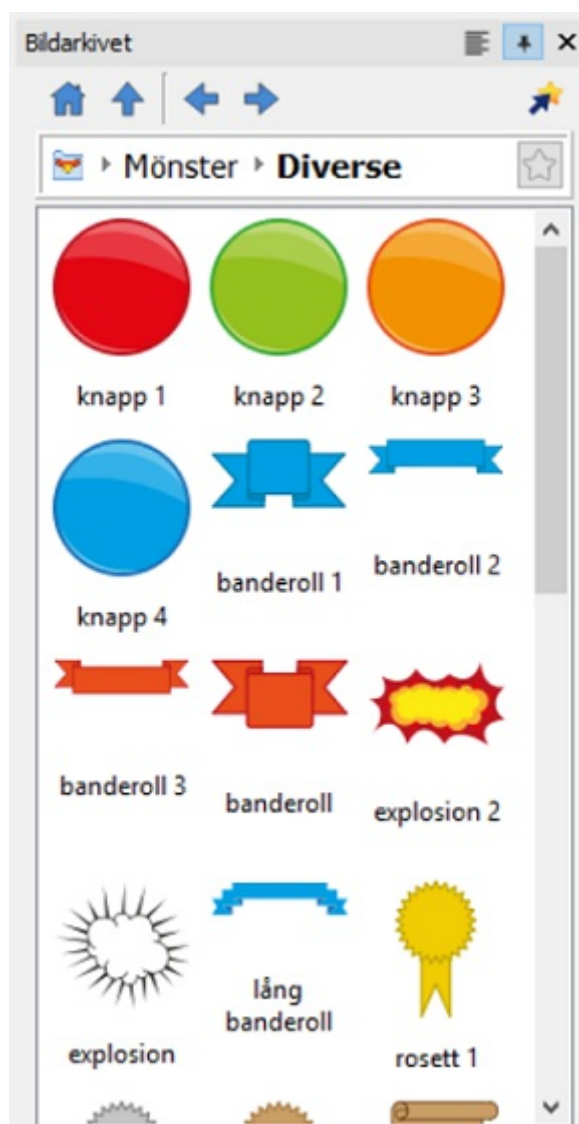 Bildarkivet
Mönster Diverse
knapp 1
knapp 2
knapp 3
knapp 4
banderoll 1
banderoll 2
banderoll 3
banderoll
explosion 2
explosion
lång
banderoll
rosett 1